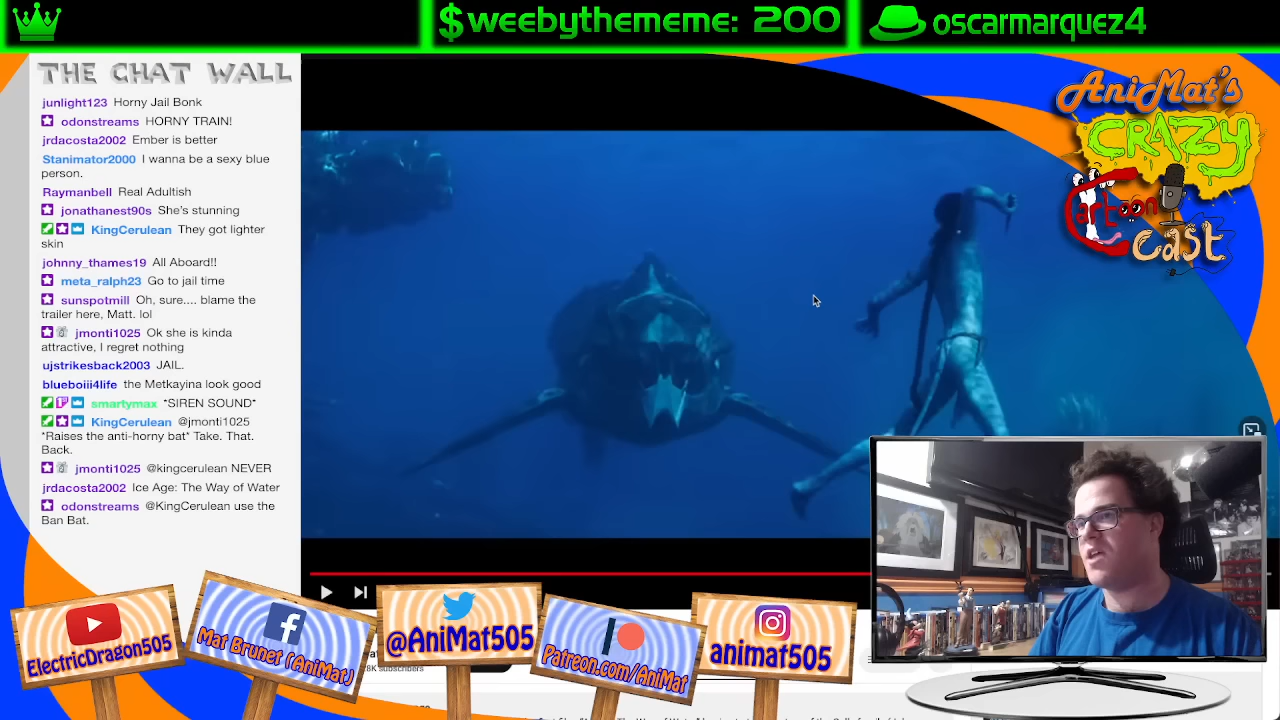 $weebythememe: 200
oscarmarquez4
THE CHAT WALL
junlight123 Horny Jail Bonk
odonstreams HORNY TRAIN!
jrdacosta2002 Ember is better
Stanimator2000 I wanna be a sexy blue
person.
Raymanbell Real Adultish
jonathanest90s She's stunning
KingCerulean They got lighter
skin
johnny_thames19 All Aboard!!
meta_ralph23 Go to jail time
sunspotmill Oh, sure.... blame the
trailer here, Matt. lol
jmonti1025 Ok she is kinda
attractive, I regret nothing
ujstrikesback2003 JAIL.
blueboiii4life the Metkayina look good
smartymax *SIREN SOUND*
KingCerulean @jmonti1025
*Raises the anti-horny bat* Take. That.
Back.
jmonti1025 @kingcerulean NEVER
jrdacosta2002 Ice Age: The Way of Water
odonstreams @KingCerulean use the
Ban Bat.
AniMat's
CRAZY
Cartoon
Cast
ElectricDragon505
Mat Brunet (AniMat)
@AniMat505
Patreon.com/AniMat
animat505
8K subscribers